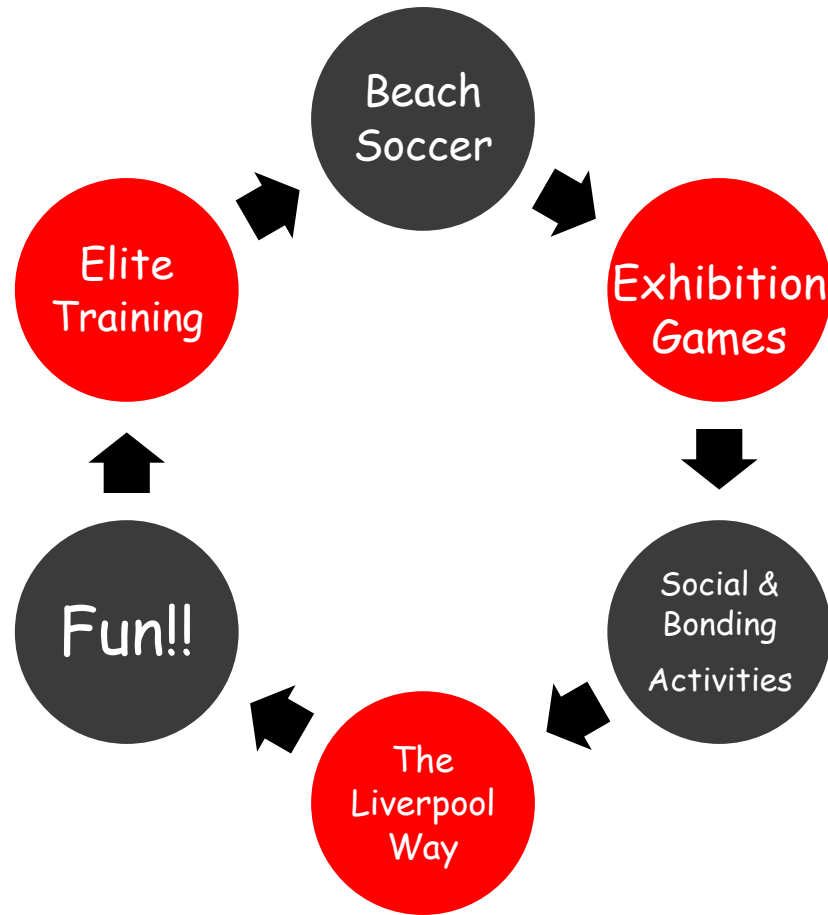 Beach
Soccer
Exhibition
Games
Social &
Bonding
Activities
The
Liverpool
Way
Fun!!
Elite
Training